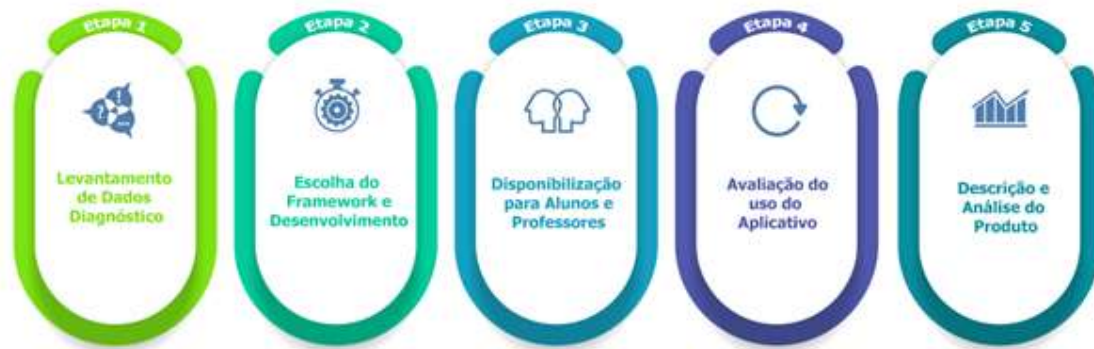 Etapa 1
Levantamento
de Dados
Diagnóstico
Etapa 2
Escolha do
Framework e
Desenvolvimento
Etapa 3
Disponibilização
para Alunos e
Professores
Etapa 4
Avaliação do
uso do
Aplicativo
Etapa 5
Descrição e
Análise do
Produto